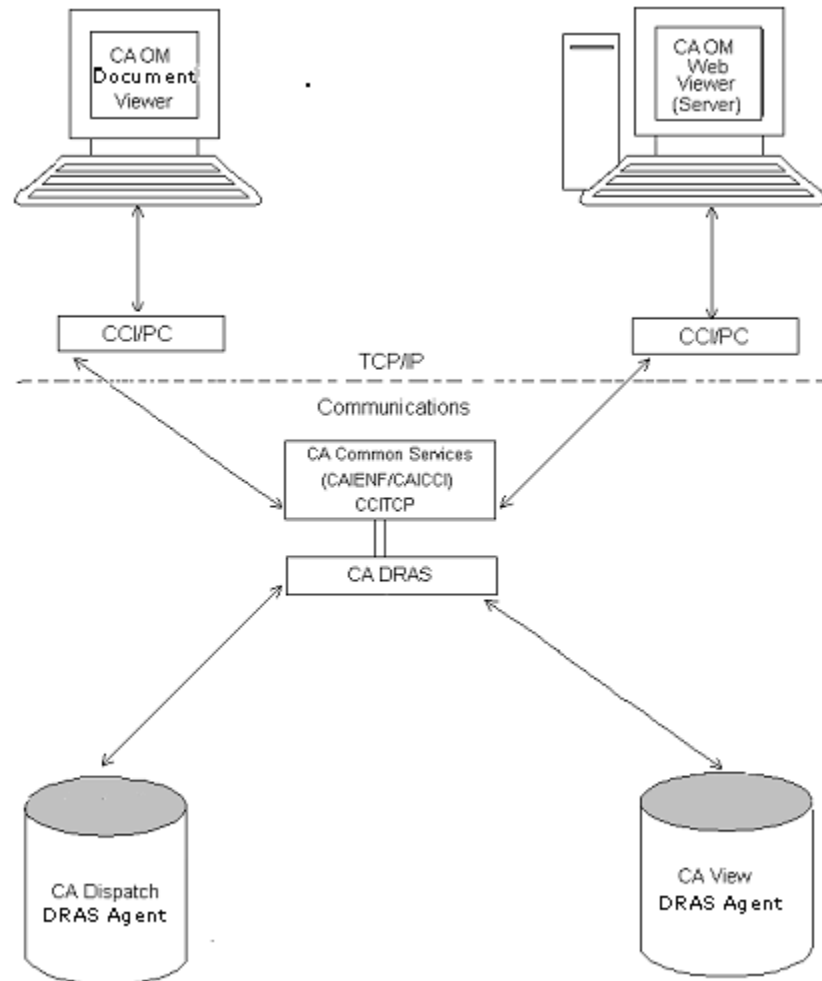 CA OM
Document
Viewer
CA OM
Web
Viewer
(Server)
CCI/PC
CCI/PC
TCP/IP
Communications
CA Common Services
(CAIENF/CAICCI)
CCITCP
CA DRAS
CA Dispatch
DRAS Agent
CA View
DRAS Agent